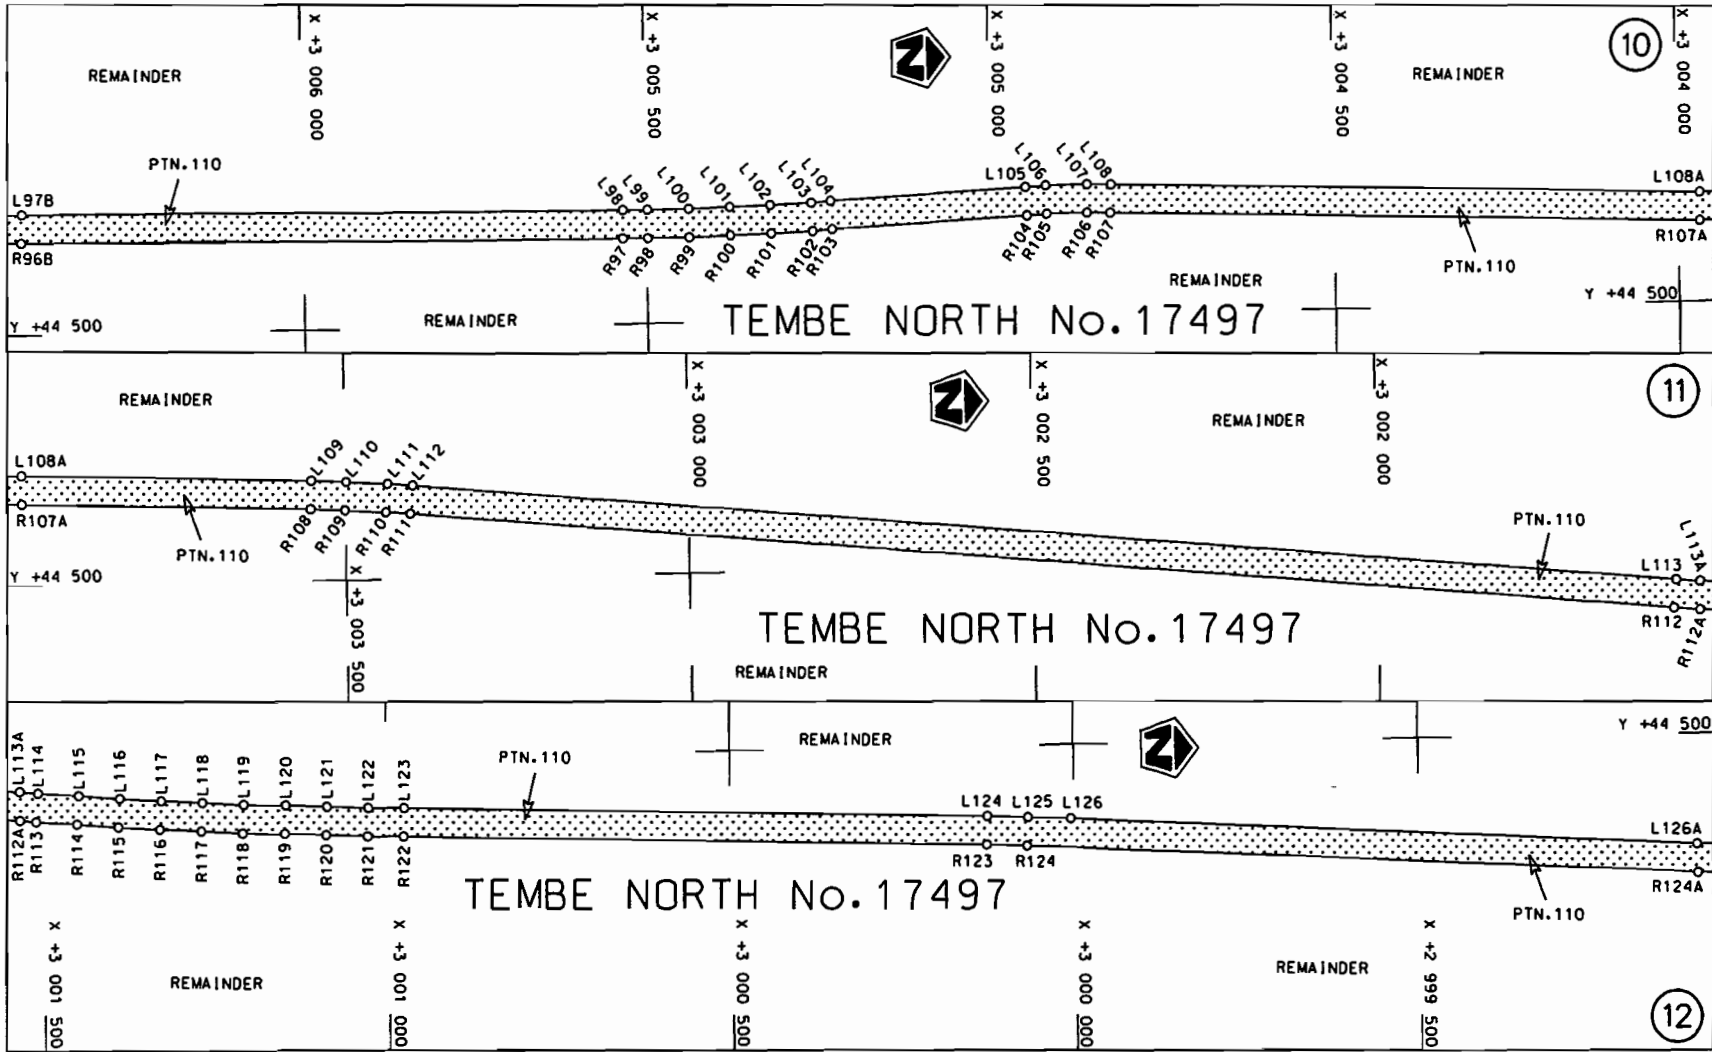 X +3 006 000
X +3 005 500
X +3 005 000
X +3 004 500
X +3 004 000
10
REMAINDER
N
REMAINDER
PTN.110
L97B
L98
L99
L100
L101
L102
L103
L104
L105
L106
L107
L108
L108A
R96B
R97
R98
R99
R100
R101
R102
R103
R104
R105
R106
R107
R107A
PTN.110
REMAINDER
Y +44 500
Y +44 500
REMAINDER
TEMBE NORTH No.17497
X +3 003 000
X +3 002 500
X +3 002 000
11
REMAINDER
N
REMAINDER
L108A
L109
L110
L111
L112
R107A
R108
R109
R110
R111
PTN.110
PTN.110
L113
L113A
R112
R112A
Y +44 500
X +3 003 500
TEMBE NORTH No.17497
REMAINDER
Y +44 500
REMAINDER
N
L113A
L114
L115
L116
L117
L118
L119
L120
L121
L122
L123
PTN.110
L124
L125
L126
L126A
R112A
R113
R114
R115
R116
R117
R118
R119
R120
R121
R122
R123
R124
R124A
TEMBE NORTH No.17497
PTN.110
X +3 001 500
X +3 001 000
X +3 000 500
X +3 000 000
X +2 999 500
REMAINDER
REMAINDER
12